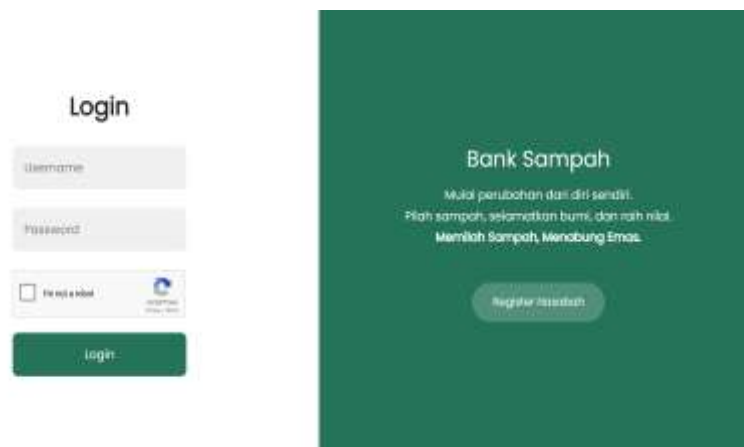 Login
Username
Password
I'm not a robot
reCAPTCHA
Login
Bank Sampah
Mulai perubahan dari diri sendiri.
Pilah sampah, selamatkan bumi, dan raih nilai.
Memilah Sampah, Menabung Emas.
Register Nasabah